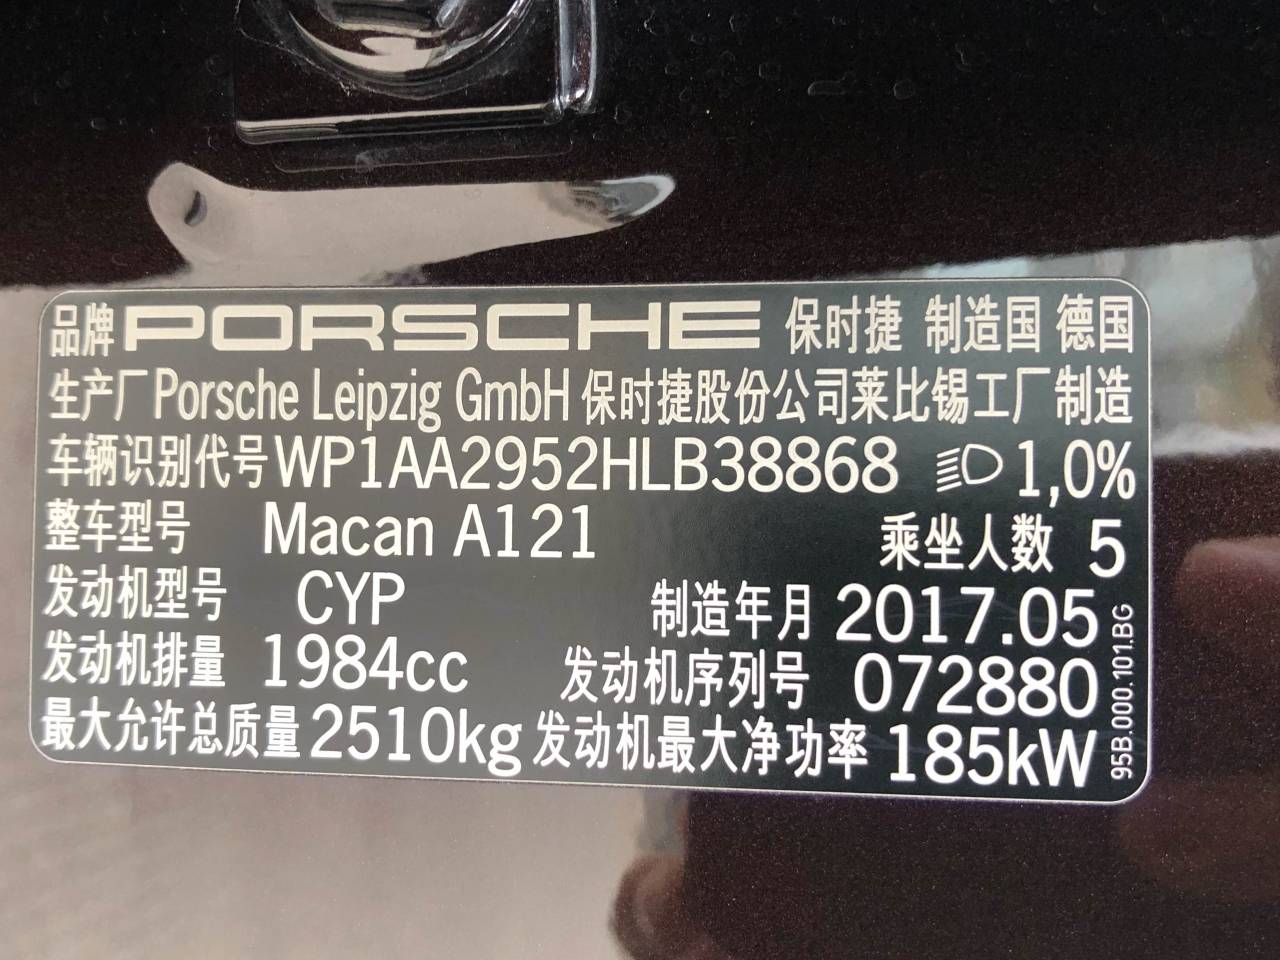 品牌 PORSCHE 保时捷 制造国 德国
生产厂 Porsche Leipzig GmbH 保时捷股份公司莱比锡工厂制造
车辆识别代号 WP1AA2952HLB38868 1,0%
整车型号 Macan A121 乘坐人数 5
发动机型号 CYP 制造年月 2017.05
发动机排量 1984cc 发动机序列号 072880
最大允许总质量 2510kg 发动机最大净功率 185kW
95B.000.101.BG